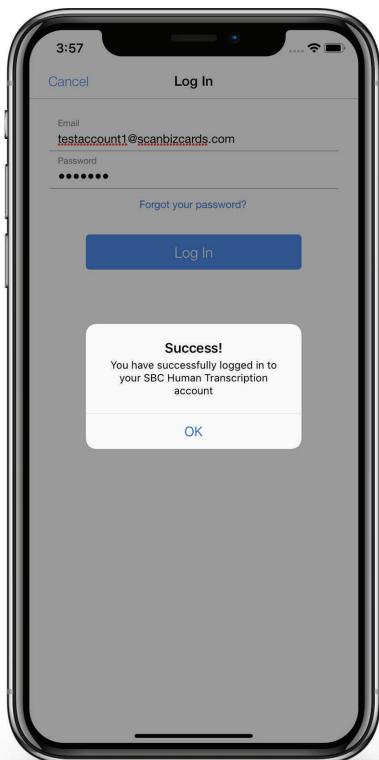 3:57
Cancel Log In
Email
testaccount1@scanbizcards.com
Password
•••••••
Forgot your password?
Log In
Success!
You have successfully logged in to
your SBC Human Transcription
account
OK